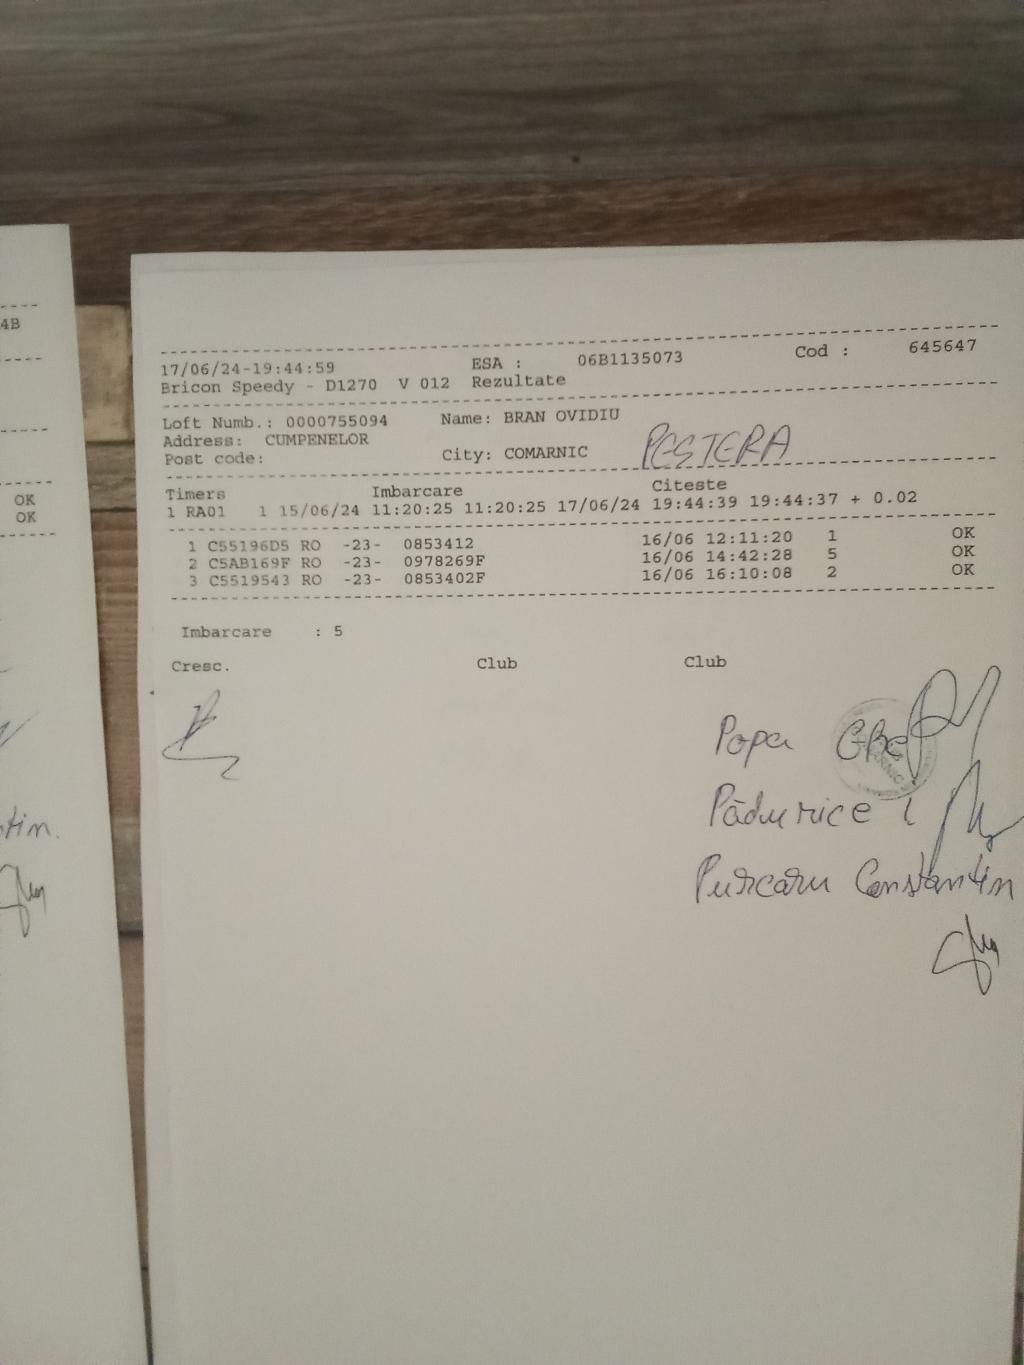 4B
OK
OK
tin.
17/06/24-19:44:59 ESA : 06B1135073 Cod : 645647
Bricon Speedy - D1270 V 012 Rezultate
Loft Numb.: 0000755094 Name: BRAN OVIDIU
Address: CUMPENELOR
Post code: City: COMARNIC PESTERA
Timers Imbarcare Citeste
1 RA01 1 15/06/24 11:20:25 11:20:25 17/06/24 19:44:39 19:44:37 + 0.02
1 C55196D5 RO -23- 0853412 16/06 12:11:20 1 OK
2 C5AB169F RO -23- 0978269F 16/06 14:42:28 5 OK
3 C5519543 RO -23- 0853402F 16/06 16:10:08 2 OK
Imbarcare : 5
Cresc. Club Club
Popa
Pădurice
Purcaru Constantin